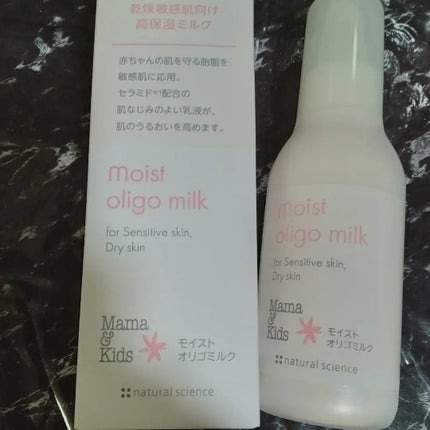 乾燥敏感肌向け
高保湿ミルク
赤ちゃんの肌を守る胎脂を
敏感肌に応用。
セラミド※1配合の
肌なじみのよい乳液が、
肌のうるおいを高めます。
moist
oligo milk
for Sensitive skin,
Dry skin
Mama
&
Kids
モイスト
オリゴミルク
natural science
moist
oligo milk
for Sensitive skin,
Dry skin
Mama
&
Kids
モイスト
オリゴミルク
natural science